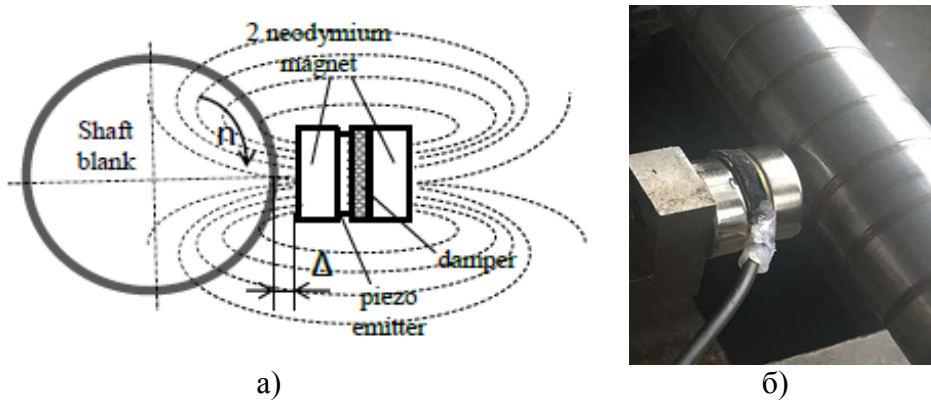 2 neodymium
magnet
Shaft
blank
n
Δ
damper
piezo
emitter
а)
б)